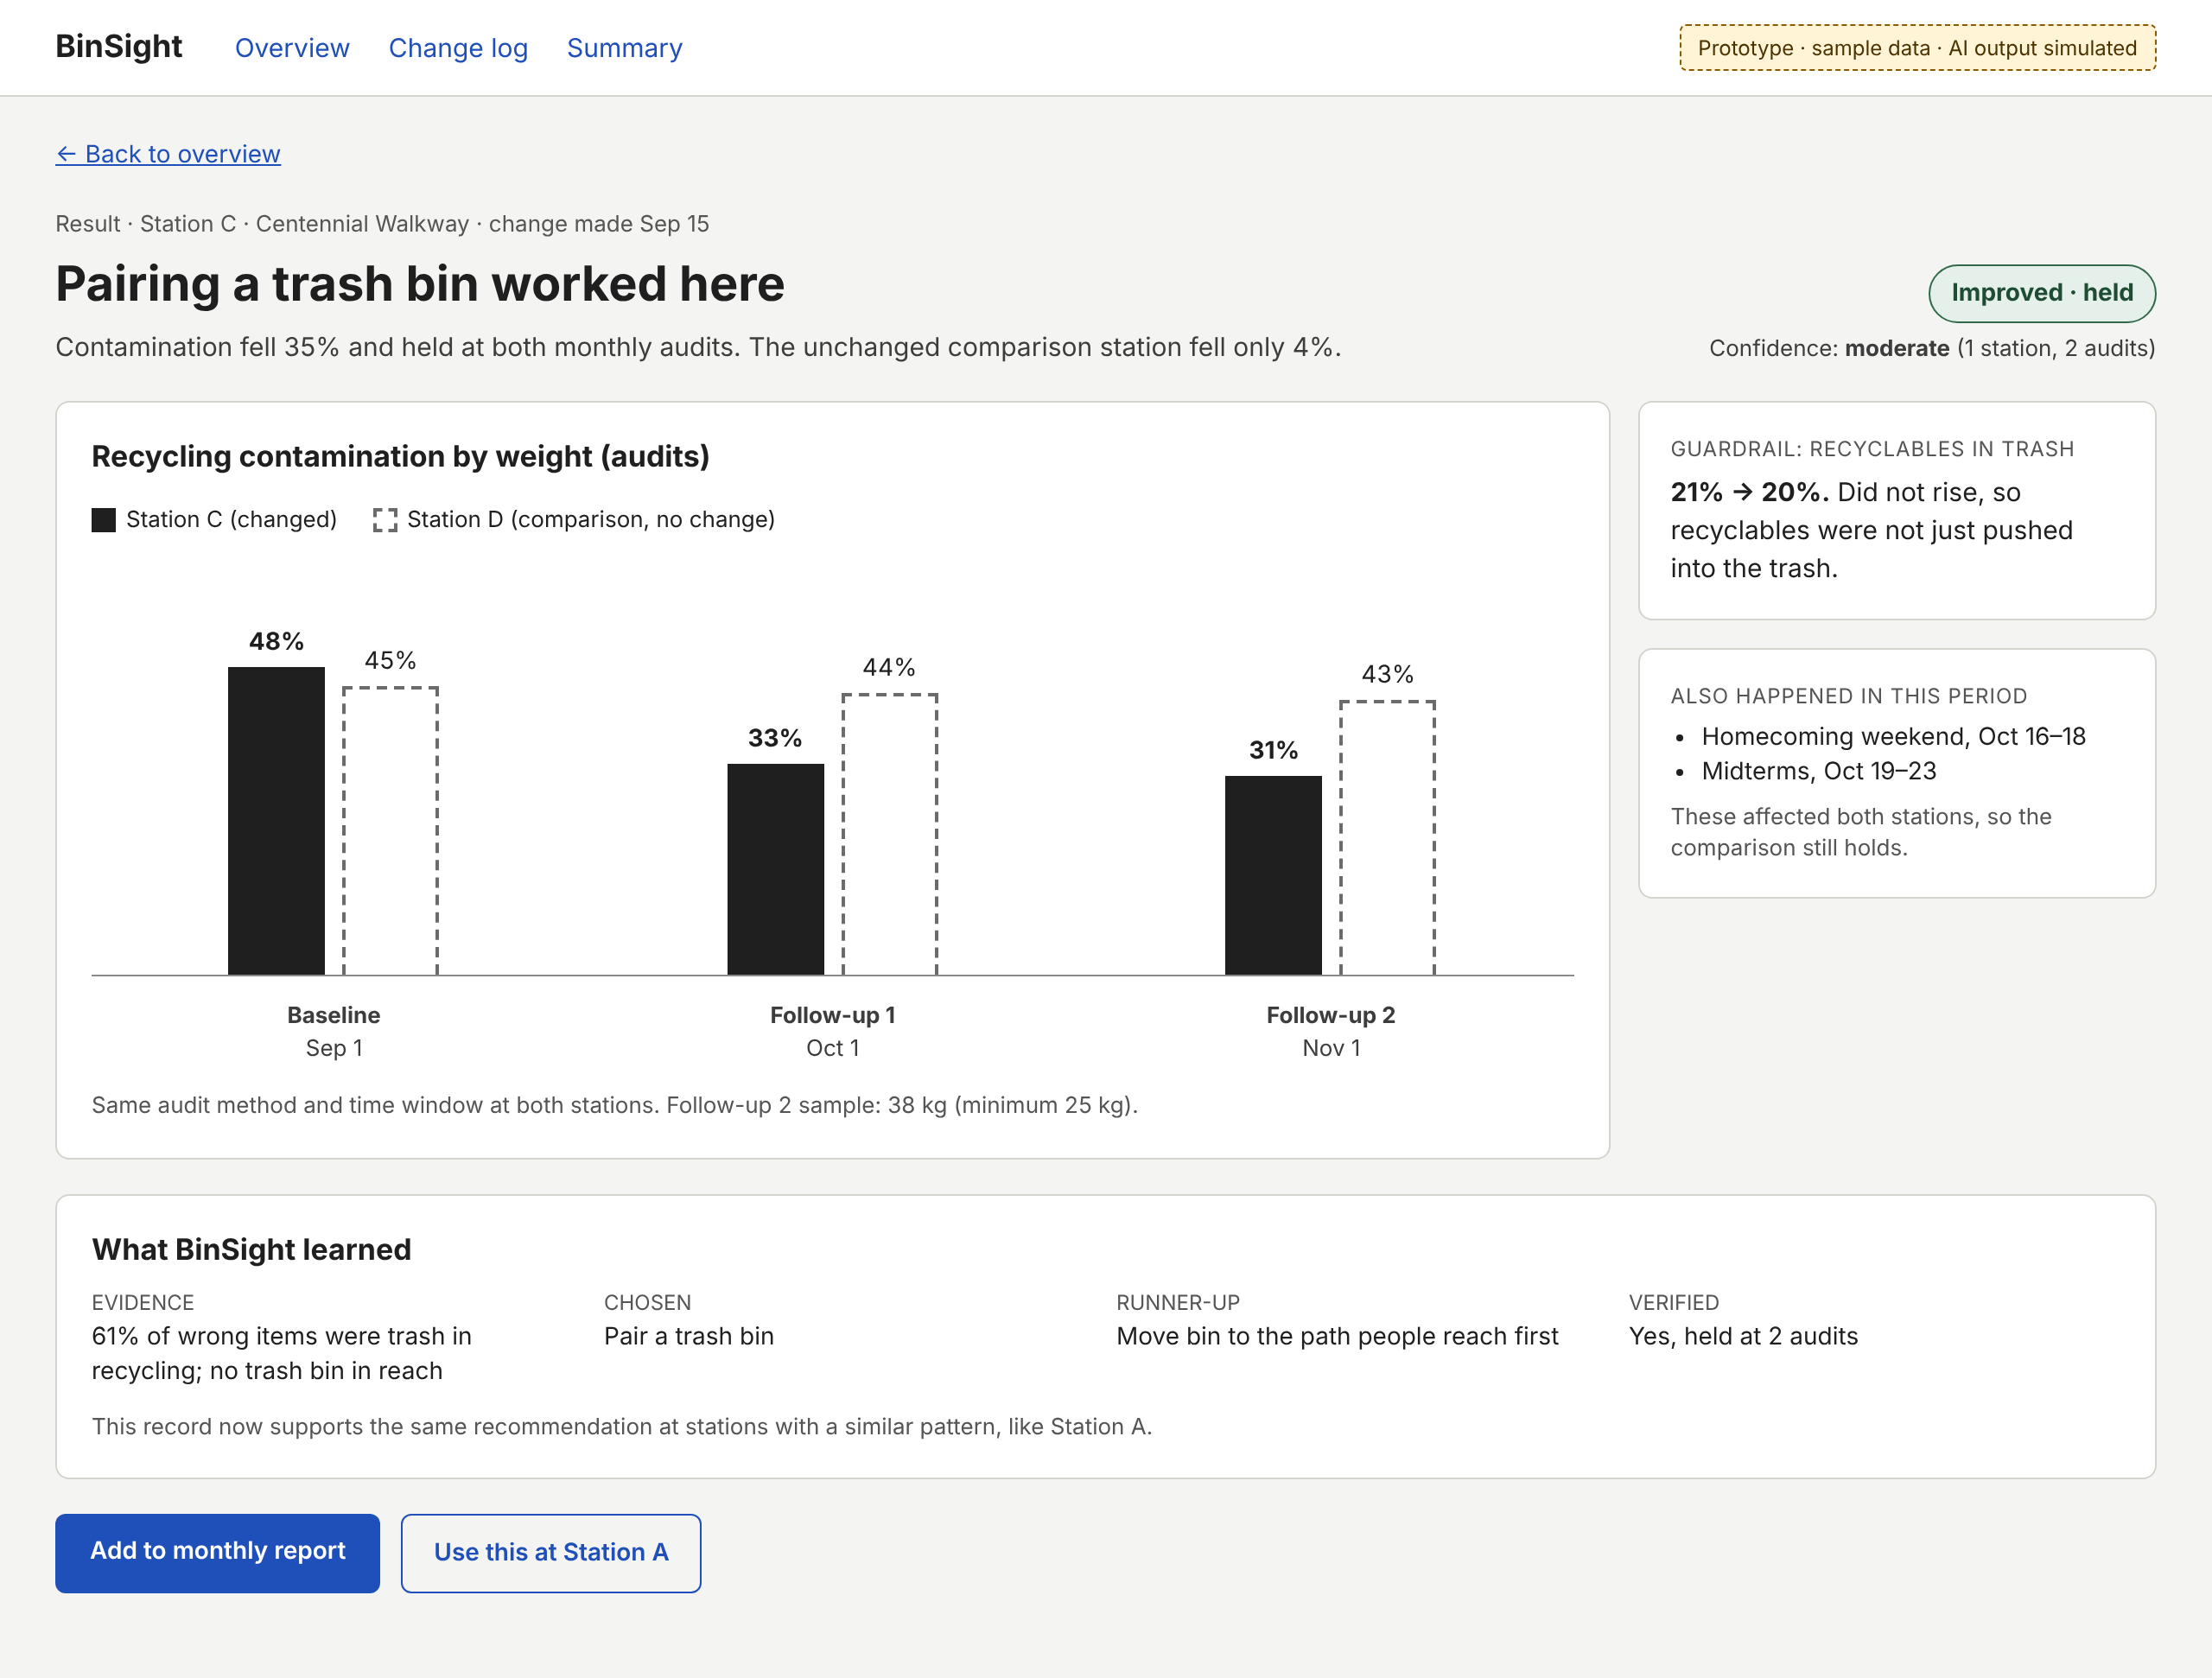 BinSight
Overview
Change log
Summary
Prototype · sample data · AI output simulated
← Back to overview
Result · Station C · Centennial Walkway · change made Sep 15
Pairing a trash bin worked here
Improved · held
Contamination fell 35% and held at both monthly audits. The unchanged comparison station fell only 4%.
Confidence: moderate (1 station, 2 audits)
Recycling contamination by weight (audits)
Station C (changed)
Station D (comparison, no change)
48%
45%
33%
44%
31%
43%
Baseline
Sep 1
Follow-up 1
Oct 1
Follow-up 2
Nov 1
Same audit method and time window at both stations. Follow-up 2 sample: 38 kg (minimum 25 kg).
GUARDRAIL: RECYCLABLES IN TRASH
21% → 20%. Did not rise, so
recyclables were not just pushed
into the trash.
ALSO HAPPENED IN THIS PERIOD
• Homecoming weekend, Oct 16–18
• Midterms, Oct 19–23
These affected both stations, so the
comparison still holds.
What BinSight learned
EVIDENCE
61% of wrong items were trash in
recycling; no trash bin in reach
CHOSEN
Pair a trash bin
RUNNER-UP
Move bin to the path people reach first
VERIFIED
Yes, held at 2 audits
This record now supports the same recommendation at stations with a similar pattern, like Station A.
Add to monthly report
Use this at Station A